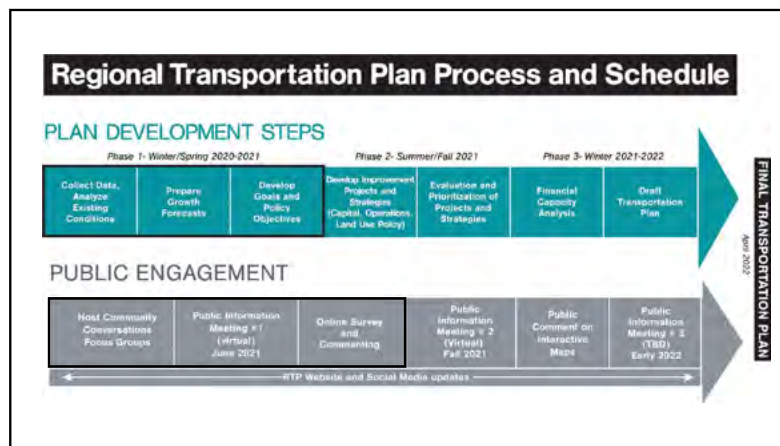 Regional Transportation Plan Process and Schedule
PLAN DEVELOPMENT STEPS
Phase 1- Winter/Spring 2020-2021
Phase 2- Summer/Fall 2021
Phase 3- Winter 2021-2022
Collect Data,
Analyze
Existing
Conditions
Prepare
Growth
Forecasts
Develop
Goals and
Policy
Objectives
Develop Improvement
Projects and
Strategies
(Capital, Operations,
Land Use Policy)
Evaluation and
Prioritization of
Projects and
Strategies
Financial
Capacity
Analysis
Draft
Transportation
Plan
FINAL TRANSPORTATION PLAN
April 2022
PUBLIC ENGAGEMENT
Host Community
Conversations
Focus Groups
Public Information
Meeting #1
(virtual)
June 2021
Online Survey
and
Commenting
Public
Information
Meeting # 2
(Virtual)
Fall 2021
Public
Comment on
Interactive
Maps
Public
Information
Meeting # 3
(TBD)
Early 2022
RTP Website and Social Media updates